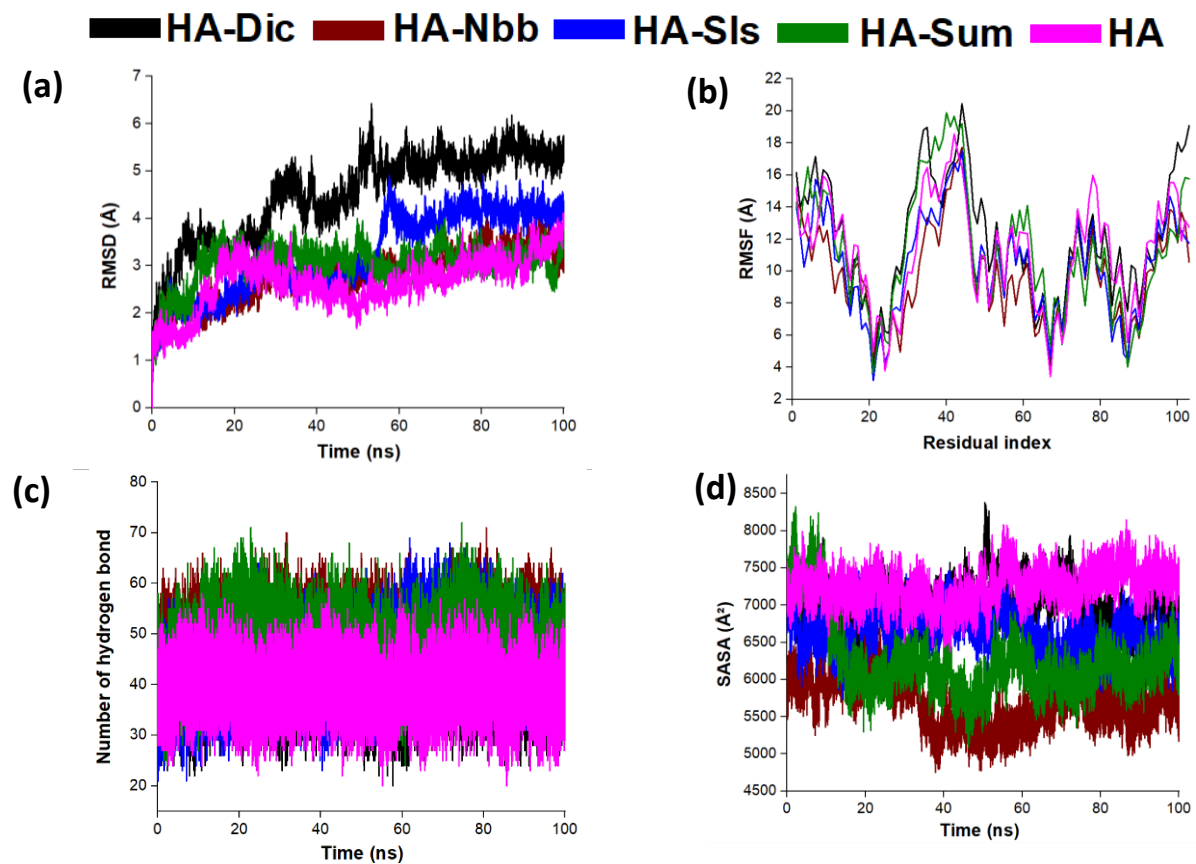 HA-Dic HA-Nbb HA-Sls HA-Sum HA
(a)
7
6
5
4
3
2
1
0
RMSD (Å)
0 20 40 60 80 100
Time (ns)
(b)
22
20
18
16
14
12
10
8
6
4
2
RMSF (Å)
0 20 40 60 80 100
Residual index
(c)
80
70
60
50
40
30
20
Number of hydrogen bond
0 20 40 60 80 100
Time (ns)
(d)
8500
8000
7500
7000
6500
6000
5500
5000
4500
SASA (Å²)
0 20 40 60 80 100
Time (ns)